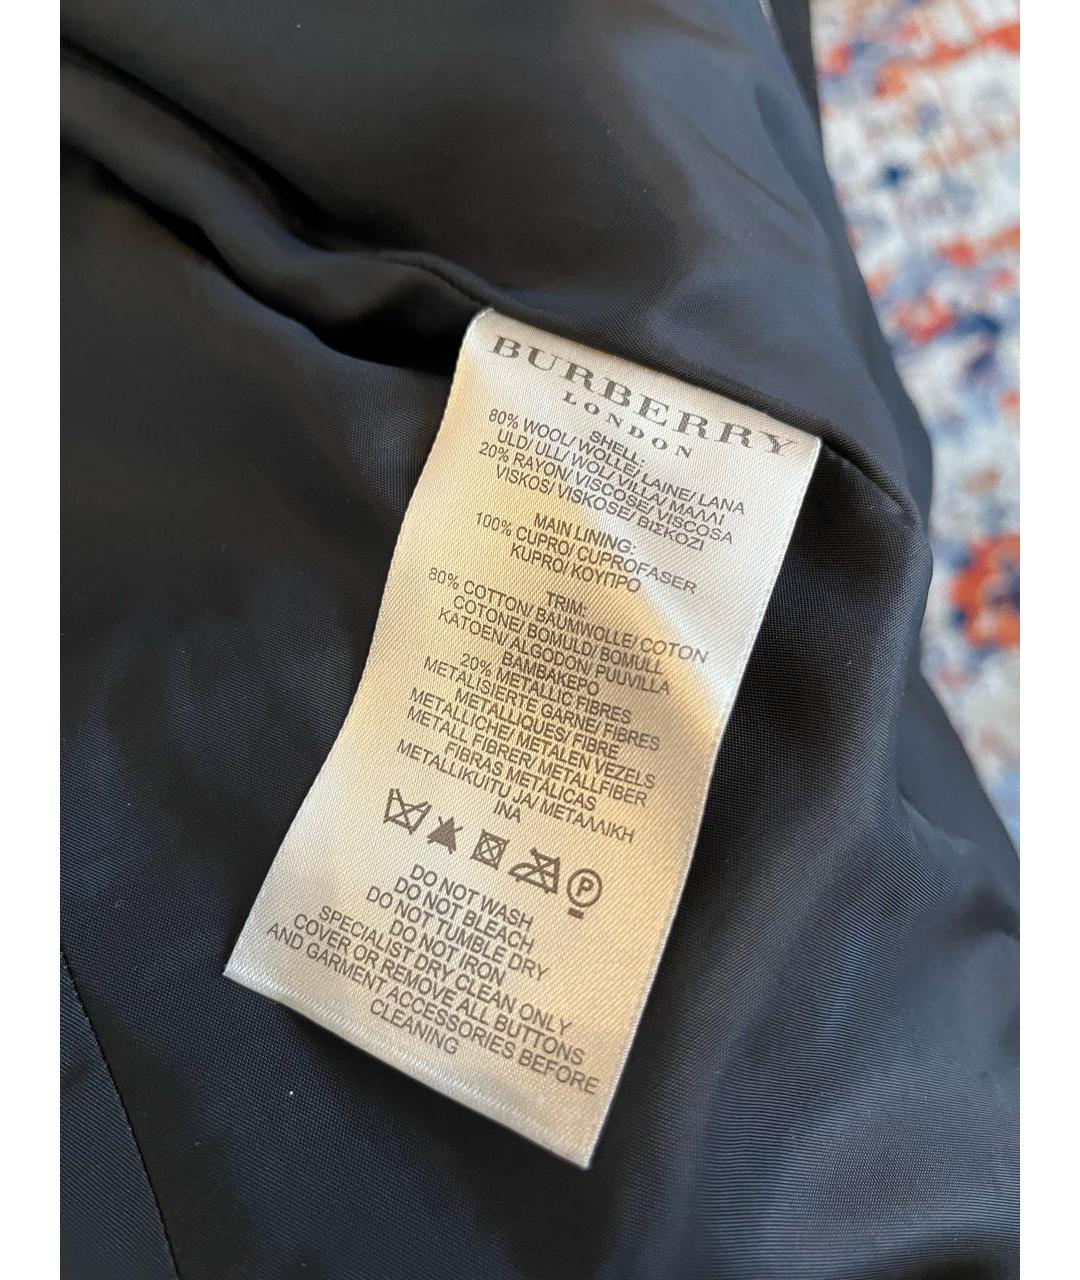 BURBERRY
LONDON
SHELL:
80% WOOL/ WOLLE/ LAINE/ LANA
ULD/ ULL/ WOL/ VILLA/ ΜΑΛΛΙ
20% RAYON/ VISCOSE/ VISCOSA
VISKOS/ VISKOSE/ ΒΙΣΚΟΖΙ
MAIN LINING:
100% CUPRO/ CUPROFASER
KUPRO/ ΚΟΥΠΡΟ
TRIM:
80% COTTON/ BAUMWOLLE/ COTON
COTONE/ BOMULD/ BOMULL
KATOEN/ ALGODON/ PUUVILLA
ΒΑΜΒΑΚΕΡΟ
20% METALLIC FIBRES
METALISIERTE GARNE/ FIBRES
METALLIQUES/ FIBRE
METALLICHE/ METALEN VEZELS
METALL FIBRER/ METALLFIBER
FIBRAS METÁLICAS
METALLIKUITU JA/ ΜΕΤΑΛΛΙΚΗ
ΙΝΑ
P
DO NOT WASH
DO NOT BLEACH
DO NOT TUMBLE DRY
DO NOT IRON
SPECIALIST DRY CLEAN ONLY
COVER OR REMOVE ALL BUTTONS
AND GARMENT ACCESSORIES BEFORE
CLEANING